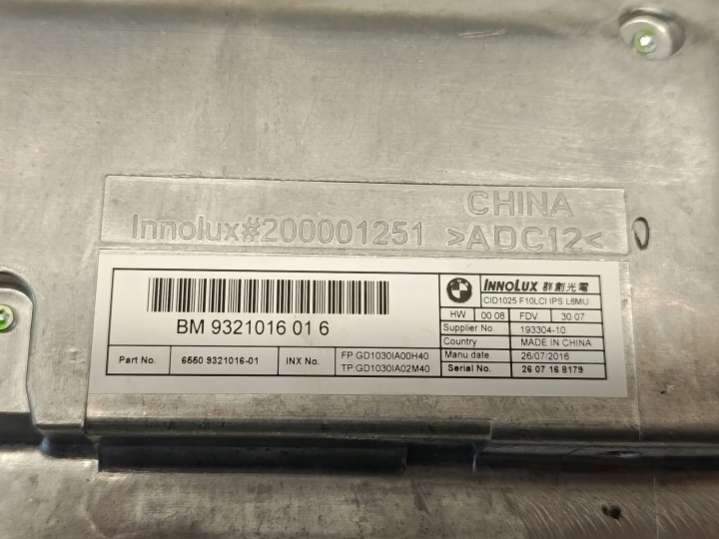 CHINA
Innolux#200001251 >ADC12<
BM 9321016 01 6
Part No. 6550 9321016-01 INX No. FP GD1030IA00H40
TP GD1030IA02M40
INNOLUX 群創光電
CID1025 F10LCI IPS L6MU
HW 00 08 FDV 30 07
Supplier No. 193304-10
Country MADE IN CHINA
Manu date 26/07/2016
Serial No. 26 07 16 8179